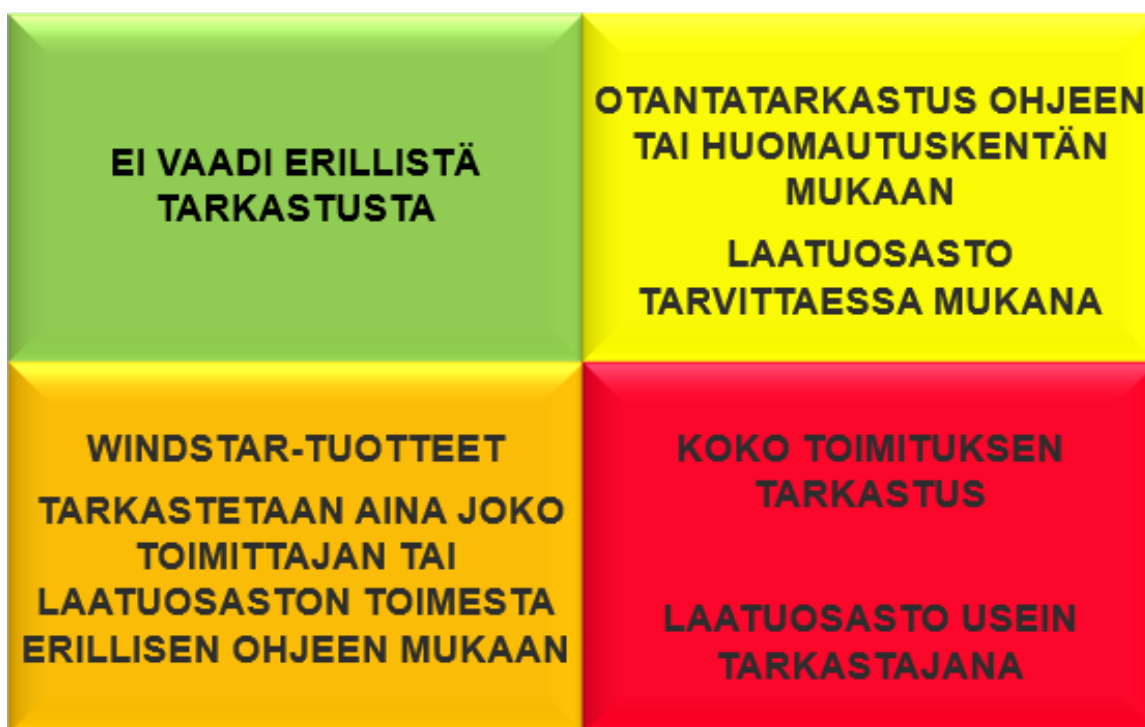 EI VAADI ERILLISTÄ
TARKASTUSTA
OTANTATARKASTUS OHJEEN
TAI HUOMAUTUSKENTÄN
MUKAAN
LAATUOSASTO
TARVITTAESSA MUKANA
WINDSTAR-TUOTTEET
TARKASTETAAN AINA JOKO
TOIMITTAJAN TAI
LAATUOSASTON TOIMESTA
ERILLISEN OHJEEN MUKAAN
KOKO TOIMITUKSEN
TARKASTUS
LAATUOSASTO USEIN
TARKASTAJANA